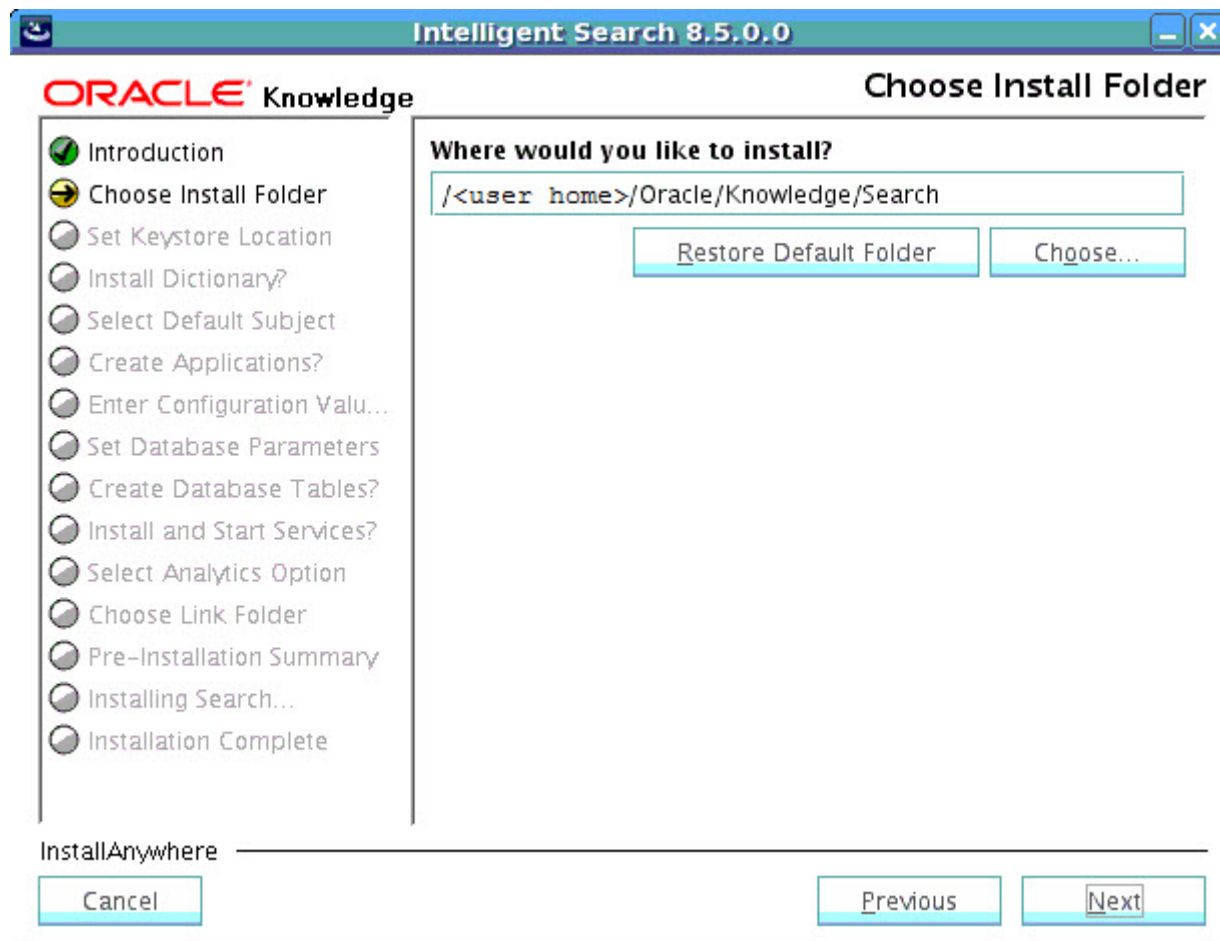 Intelligent Search 8.5.0.0
ORACLE Knowledge
Choose Install Folder
Introduction
Choose Install Folder
Set Keystore Location
Install Dictionary?
Select Default Subject
Create Applications?
Enter Configuration Valu...
Set Database Parameters
Create Database Tables?
Install and Start Services?
Select Analytics Option
Choose Link Folder
Pre-Installation Summary
Installing Search...
Installation Complete
Where would you like to install?
/<user home>/Oracle/Knowledge/Search
Restore Default Folder
Choose...
InstallAnywhere
Cancel
Previous
Next